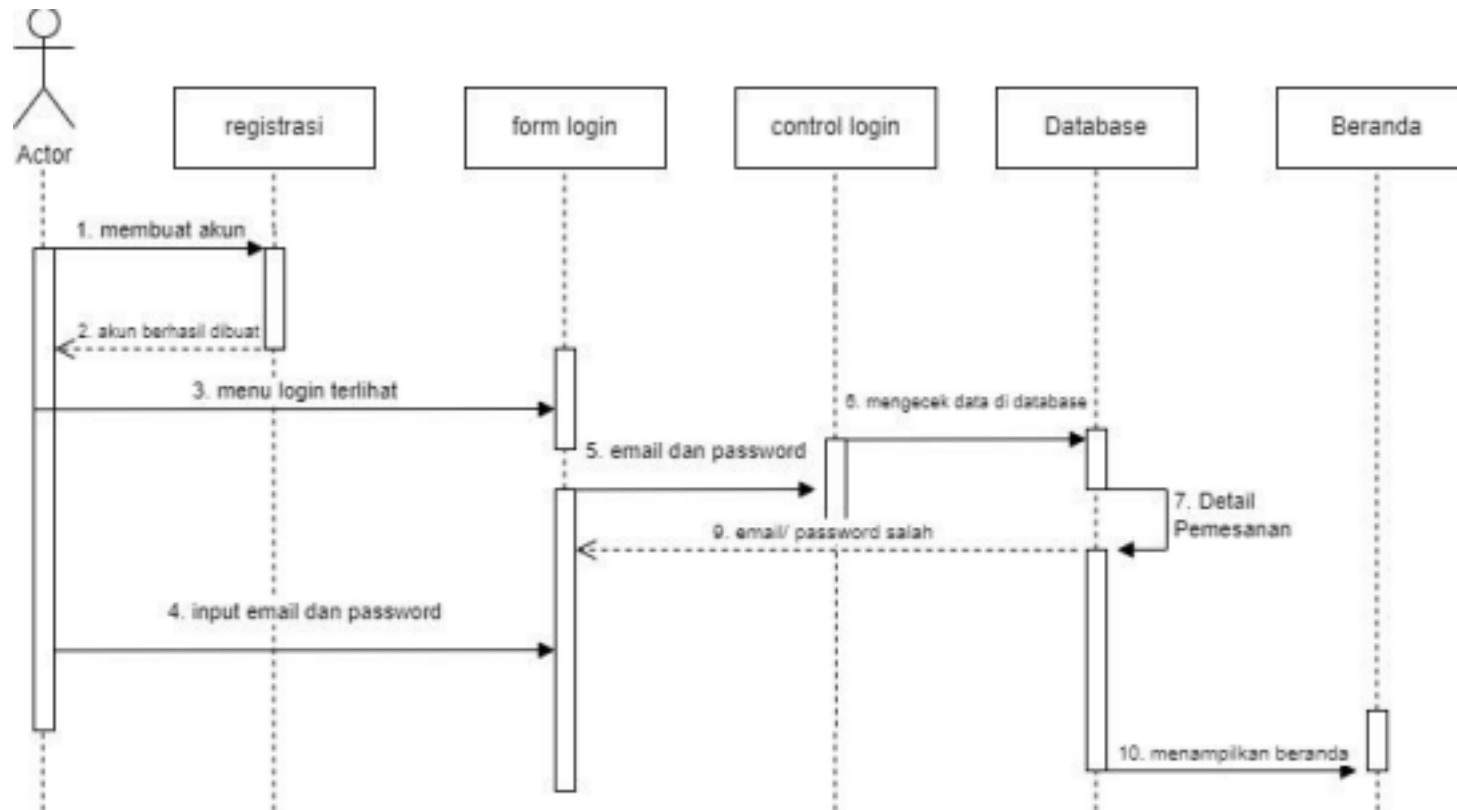 Actor
registrasi
form login
control login
Database
Beranda
1. membuat akun
2. akun berhasil dibuat
3. menu login terlihat
6. mengecek data di database
5. email dan password
7. Detail
Pemesanan
9. email/ password salah
4. input email dan password
10. menampilkan beranda